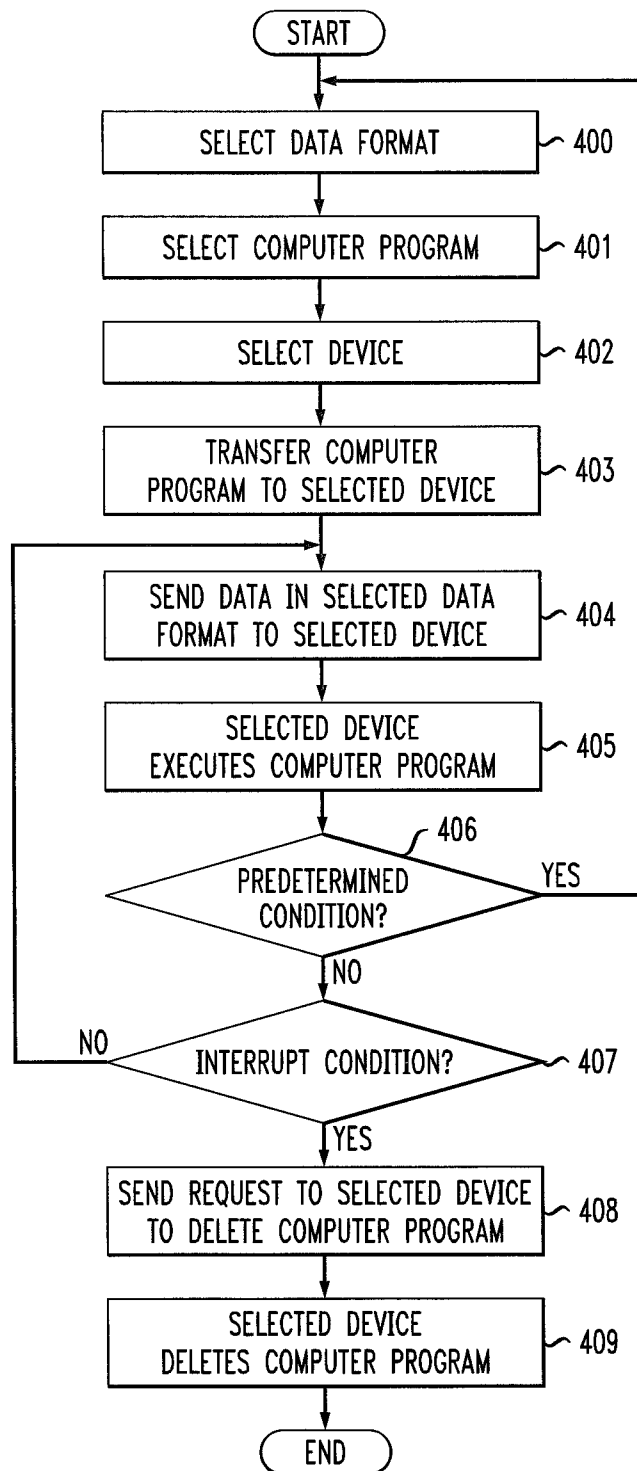 START
SELECT DATA FORMAT
400
SELECT COMPUTER PROGRAM
401
SELECT DEVICE
402
TRANSFER COMPUTER
PROGRAM TO SELECTED DEVICE
403
SEND DATA IN SELECTED DATA
FORMAT TO SELECTED DEVICE
404
SELECTED DEVICE
EXECUTES COMPUTER PROGRAM
405
406
PREDETERMINED
CONDITION?
YES
NO
NO
INTERRUPT CONDITION?
407
YES
SEND REQUEST TO SELECTED DEVICE
TO DELETE COMPUTER PROGRAM
408
SELECTED DEVICE
DELETES COMPUTER PROGRAM
409
END